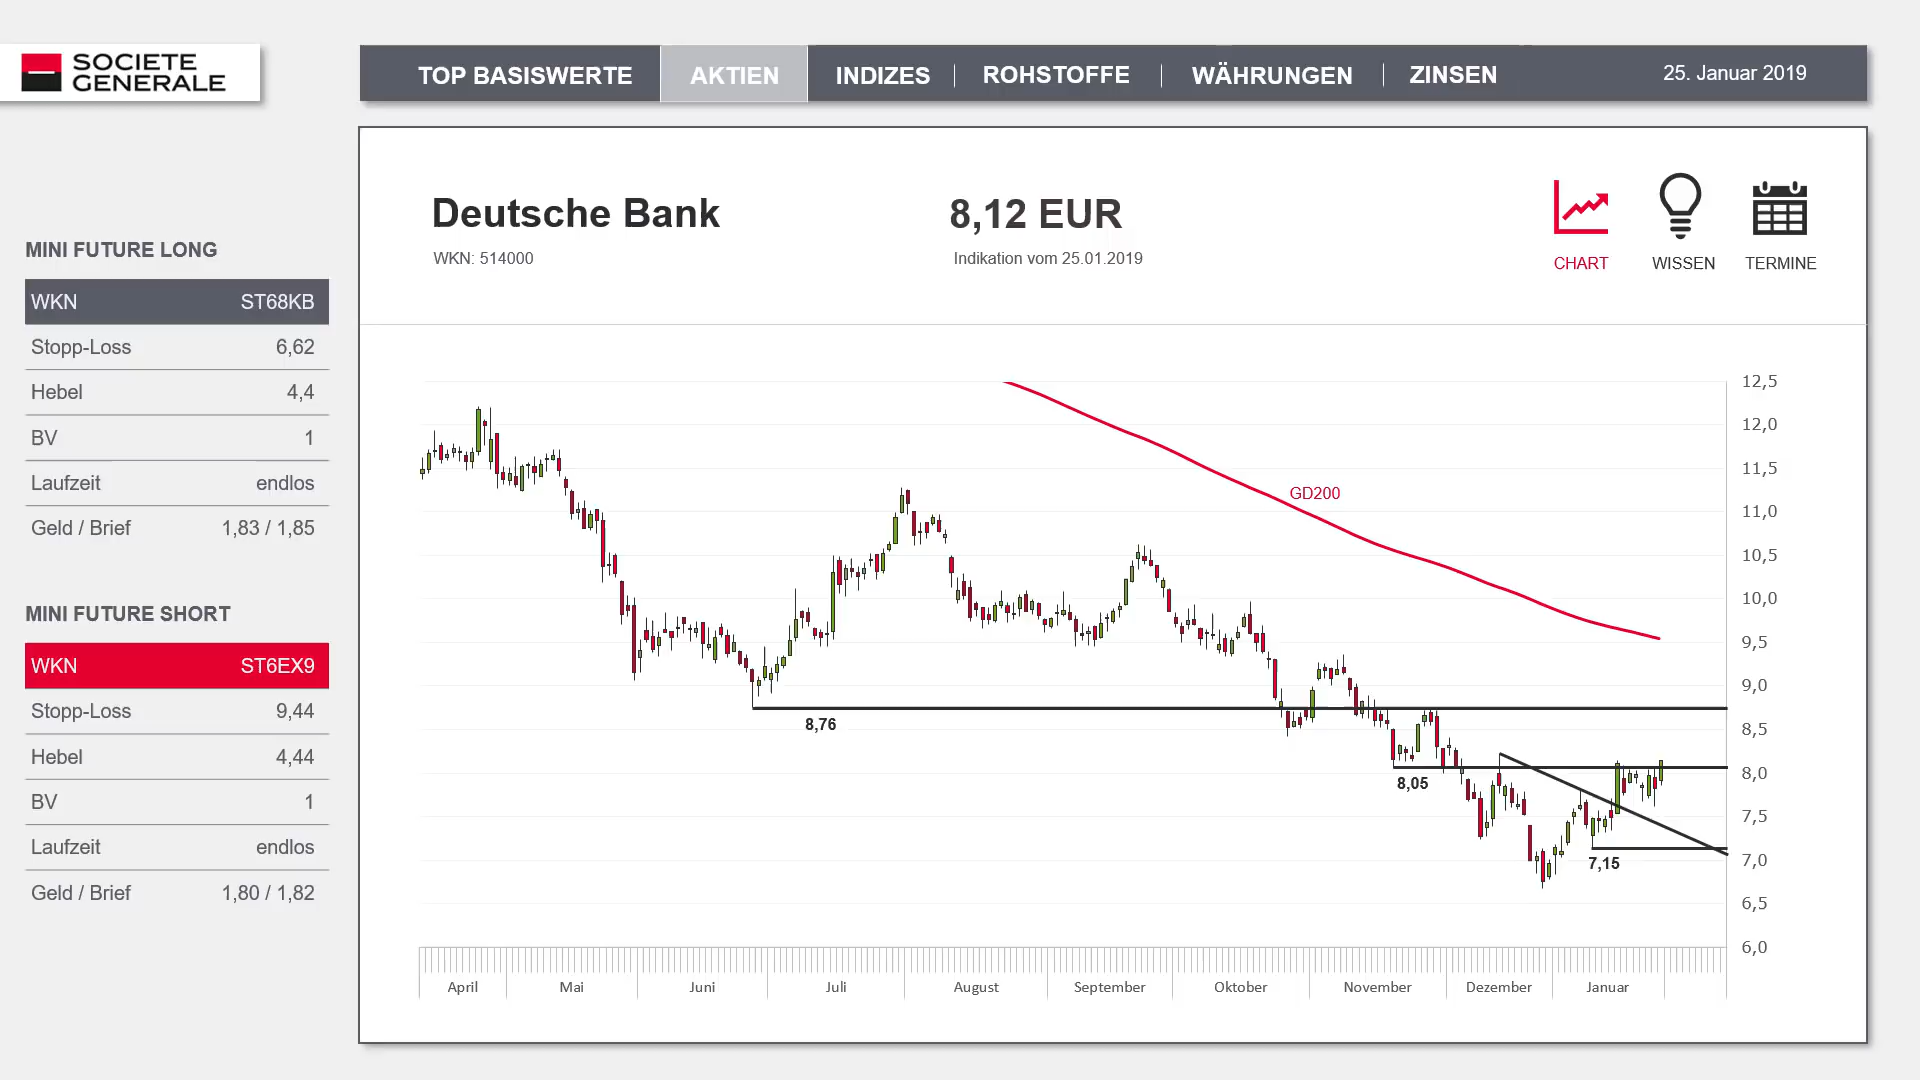 SOCIETE
GENERALE
TOP BASISWERTE AKTIEN INDIZES ROHSTOFFE WÄHRUNGEN ZINSEN 25. Januar 2019
Deutsche Bank 8,12 EUR
WKN: 514000 Indikation vom 25.01.2019
CHART WISSEN TERMINE
MINI FUTURE LONG
WKN ST68KB
Stopp-Loss 6,62
Hebel 4,4
BV 1
Laufzeit endlos
Geld / Brief 1,83 / 1,85
MINI FUTURE SHORT
WKN ST6EX9
Stopp-Loss 9,44
Hebel 4,44
BV 1
Laufzeit endlos
Geld / Brief 1,80 / 1,82
GD200
8,76
8,05
7,15
12,5
12,0
11,5
11,0
10,5
10,0
9,5
9,0
8,5
8,0
7,5
7,0
6,5
6,0
April Mai Juni Juli August September Oktober November Dezember Januar